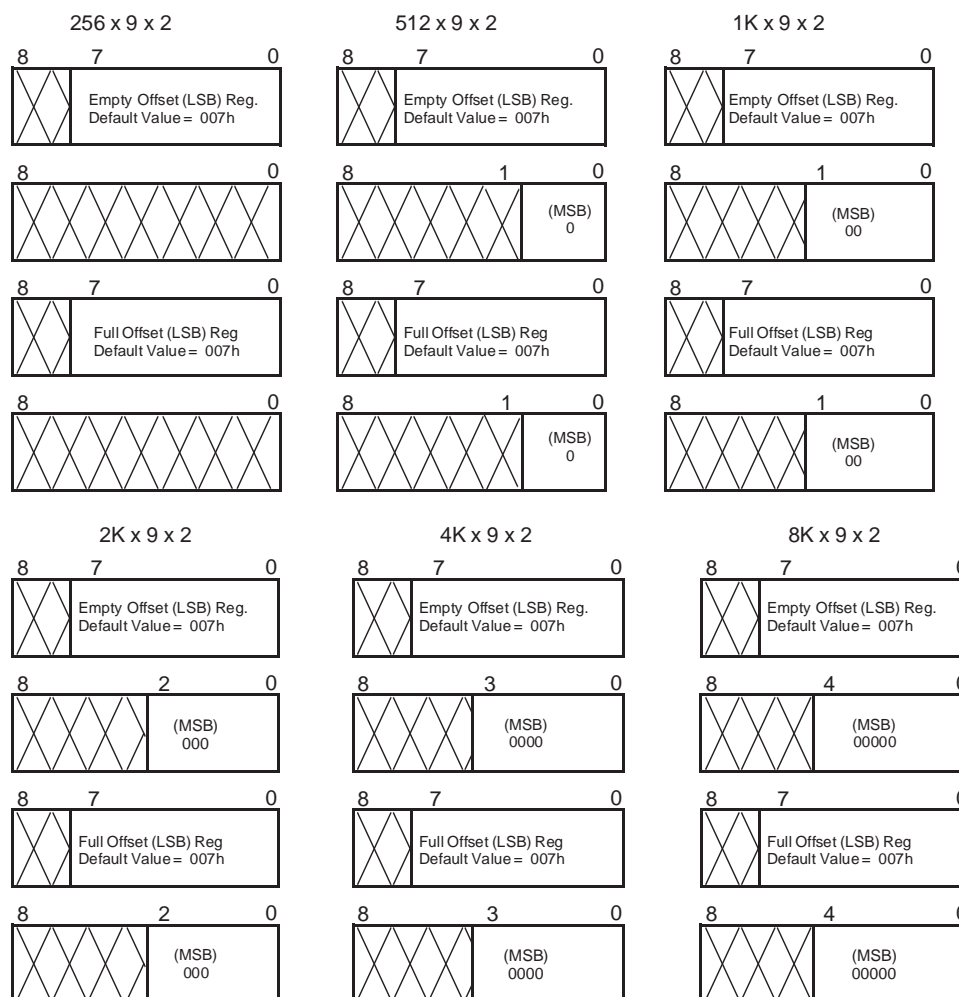 256 x 9 x 2 512 x 9 x 2 1K x 9 x 2
8 7 0 8 7 0 8 7 0
Empty Offset (LSB) Reg. Empty Offset (LSB) Reg. Empty Offset (LSB) Reg.
Default Value = 007h Default Value = 007h Default Value = 007h
8 0 8 1 0 8 1 0
(MSB) (MSB)
0 00
8 7 0 8 7 0 8 7 0
Full Offset (LSB) Reg Full Offset (LSB) Reg Full Offset (LSB) Reg
Default Value = 007h Default Value = 007h Default Value = 007h
8 0 8 1 0 8 1 0
(MSB) (MSB)
0 00
2K x 9 x 2 4K x 9 x 2 8K x 9 x 2
8 7 0 8 7 0 8 7 0
Empty Offset (LSB) Reg. Empty Offset (LSB) Reg. Empty Offset (LSB) Reg.
Default Value = 007h Default Value = 007h Default Value = 007h
8 2 0 8 3 0 8 4 0
(MSB) (MSB) (MSB)
000 0000 00000
8 7 0 8 7 0 8 7 0
Full Offset (LSB) Reg Full Offset (LSB) Reg Full Offset (LSB) Reg
Default Value = 007h Default Value = 007h Default Value = 007h
8 2 0 8 3 0 8 4 0
(MSB) (MSB) (MSB)
000 0000 00000